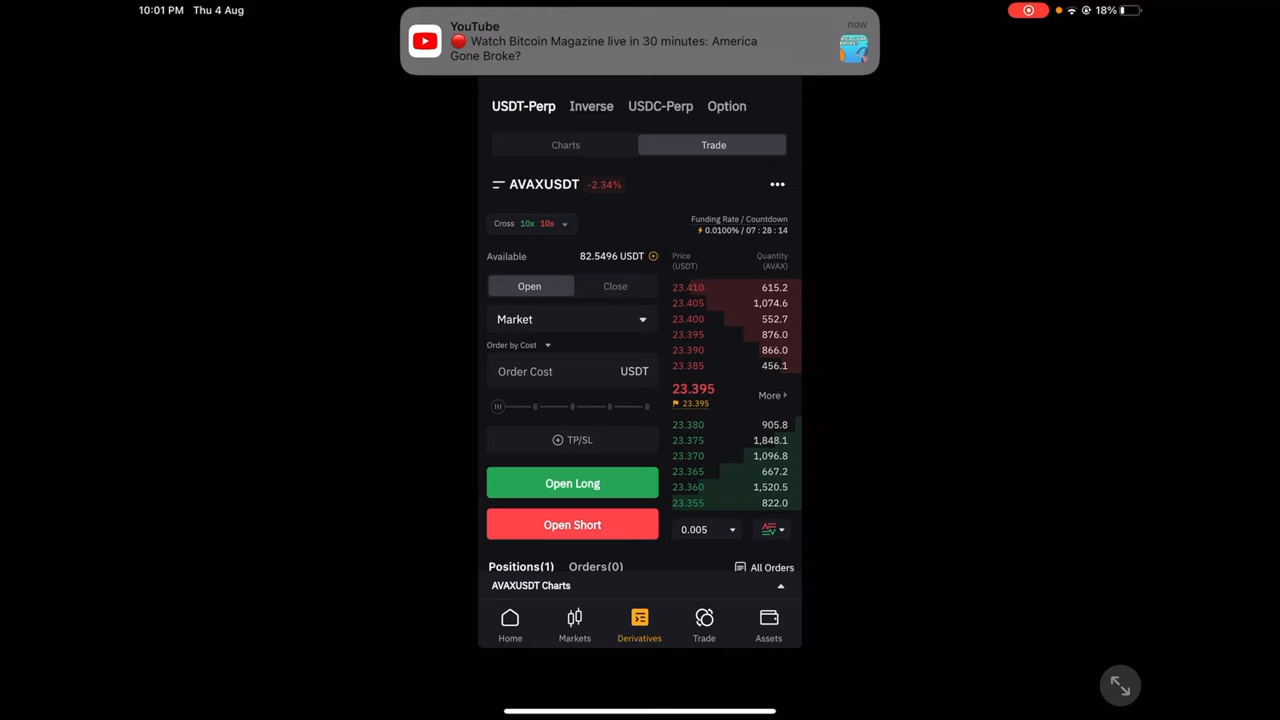 10:01 PM Thu 4 Aug
18%
YouTube
now
🔴 Watch Bitcoin Magazine live in 30 minutes: America
Gone Broke?
USDT-Perp Inverse USDC-Perp Option
Charts Trade
AVAXUSDT -2.34%
Cross 10x 10x
Funding Rate / Countdown
0.0100% / 07 : 28 : 14
Available 82.5496 USDT
Price
(USDT)
Quantity
(AVAX)
Open Close
23.410 615.2
23.405 1,074.6
Market
23.400 552.7
23.395 876.0
Order by Cost
23.390 866.0
23.385 456.1
Order Cost USDT
23.395
23.395
More
23.380 905.8
TP/SL
23.375 1,848.1
23.370 1,096.8
23.365 667.2
Open Long
23.360 1,520.5
23.355 822.0
Open Short
0.005
Positions(1) Orders(0) All Orders
AVAXUSDT Charts
Home Markets Derivatives Trade Assets